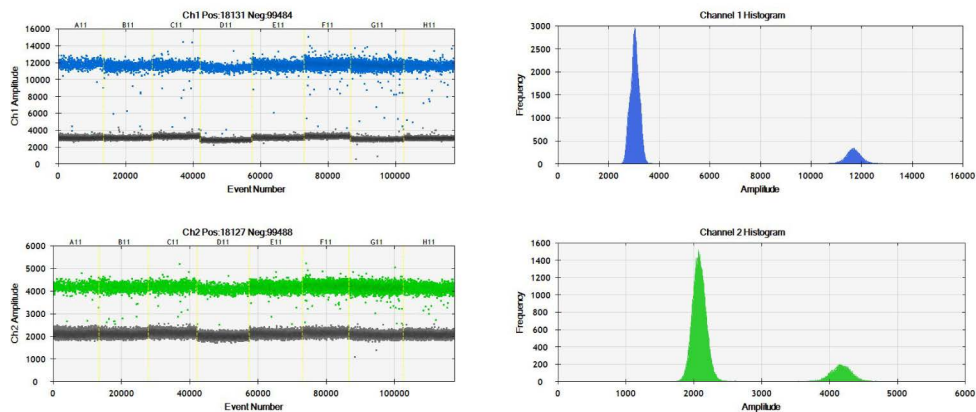 Ch1 Pos:18131 Neg:99484
A11 B11 C11 D11 E11 F11 G11 H11
16000
14000
12000
10000
8000
6000
4000
2000
0
Ch1 Amplitude
0 20000 40000 60000 80000 100000
Event Number
Channel 1 Histogram
3000
2500
2000
1500
1000
500
0
Frequency
0 2000 4000 6000 8000 10000 12000 14000 16000
Amplitude
Ch2 Pos:18127 Neg:99488
A11 B11 C11 D11 E11 F11 G11 H11
6000
5000
4000
3000
2000
1000
0
Ch2 Amplitude
0 20000 40000 60000 80000 100000
Event Number
Channel 2 Histogram
1600
1400
1200
1000
800
600
400
200
0
Frequency
0 1000 2000 3000 4000 5000 6000
Amplitude